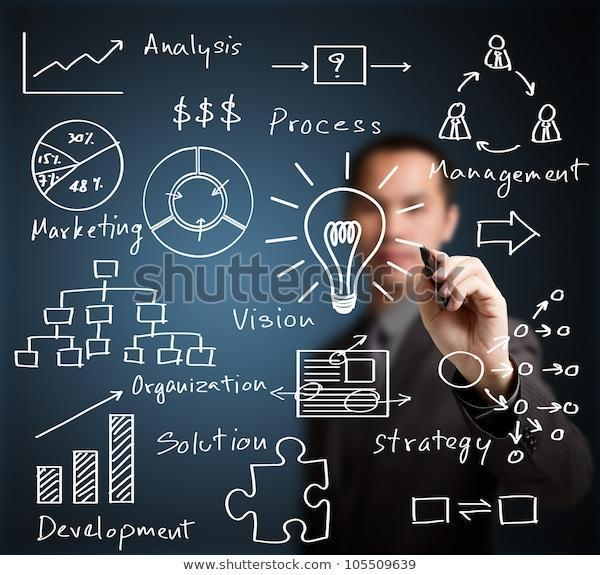 Analysis
?
$$$
Process
30%
15%
7%
48%
Management
Marketing
Vision
Organization
Solution
strategy
Development
shutterstock
www.shutterstock.com · 105509639